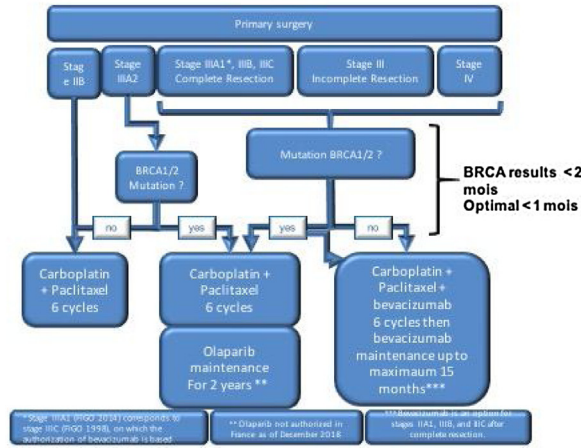 Primary surgery
Stag
e IIB
Stage
IIIA2
Stage IIIA1*, IIIB, IIIC
Complete Resection
Stage III
Incomplete Resection
Stage
IV
BRCA1/2
Mutation ?
Mutation BRCA1/2 ?
BRCA results <2
mois
Optimal <1 mois
no
yes
yes
no
Carboplatin
+ Paclitaxel
6 cycles
Carboplatin +
Paclitaxel
6 cycles
Olaparib
maintenance
For 2 years **
Carboplatin +
Paclitaxel +
bevacizumab
6 cycles then
bevacizumab
maintenance up to
maximaum 15
months***
* Stage IIIA1 (FIGO 2014) corresponds to
stage IIIC (FIGO 1998), on which the
authorization of bevacizumab is based
** Olaparib not authorized in
France as of December 2018
*** Bevacizumab is an option for
stages IIA1, IIIB, and IIIC after
complete resection.